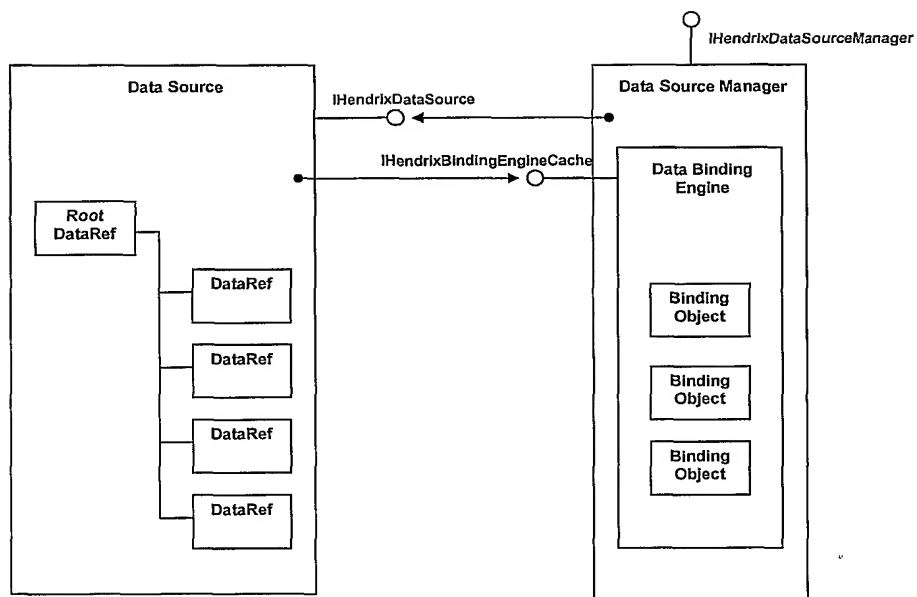 IHendrixDataSourceManager
Data Source
IHendrixDataSource
Data Source Manager
IHendrixBindingEngineCache
Data Binding
Engine
Root
DataRef
DataRef
DataRef
DataRef
DataRef
Binding
Object
Binding
Object
Binding
Object